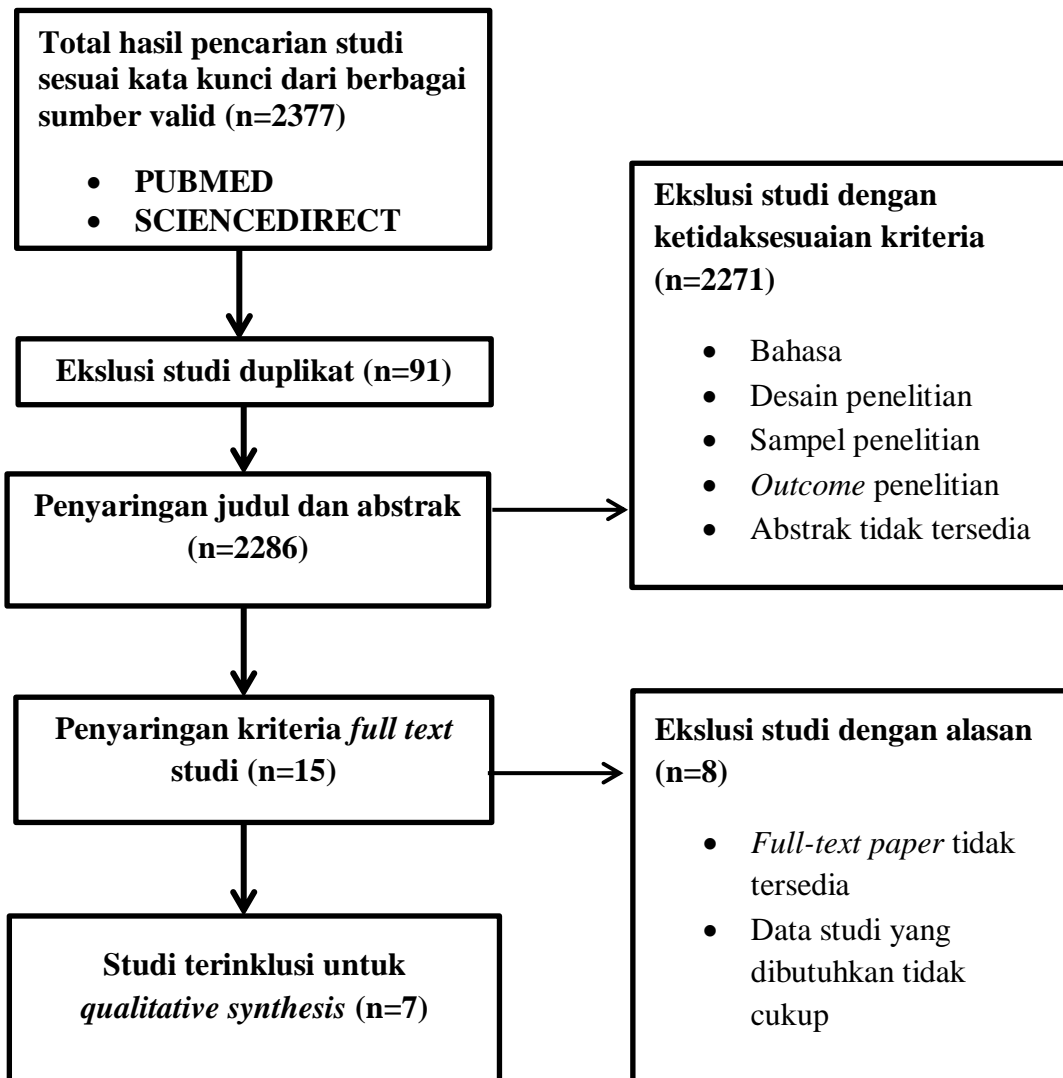 Total hasil pencarian studi
sesuai kata kunci dari berbagai
sumber valid (n=2377)
• PUBMED
• SCIENCEDIRECT
Ekslusi studi duplikat (n=91)
Penyaringan judul dan abstrak
(n=2286)
Ekslusi studi dengan
ketidaksesuaian kriteria
(n=2271)
• Bahasa
• Desain penelitian
• Sampel penelitian
• Outcome penelitian
• Abstrak tidak tersedia
Penyaringan kriteria full text
studi (n=15)
Ekslusi studi dengan alasan
(n=8)
• Full-text paper tidak
tersedia
• Data studi yang
dibutuhkan tidak
cukup
Studi terinklusi untuk
qualitative synthesis (n=7)